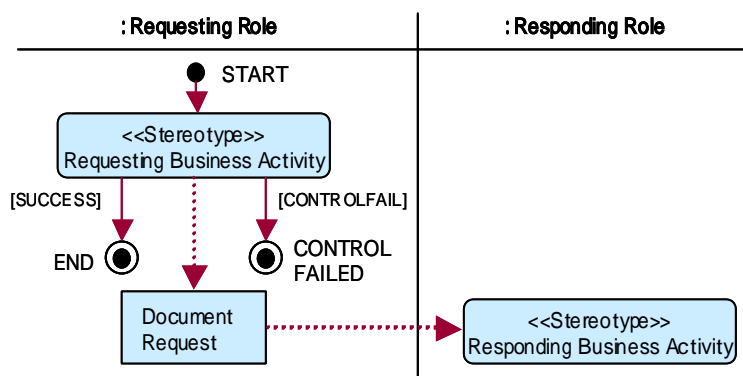 : Requesting Role
: Responding Role
START
<<Stereotype>>
Requesting Business Activity
[SUCCESS]
[CONTROLFAIL]
END
CONTROL
FAILED
Document
Request
<<Stereotype>>
Responding Business Activity